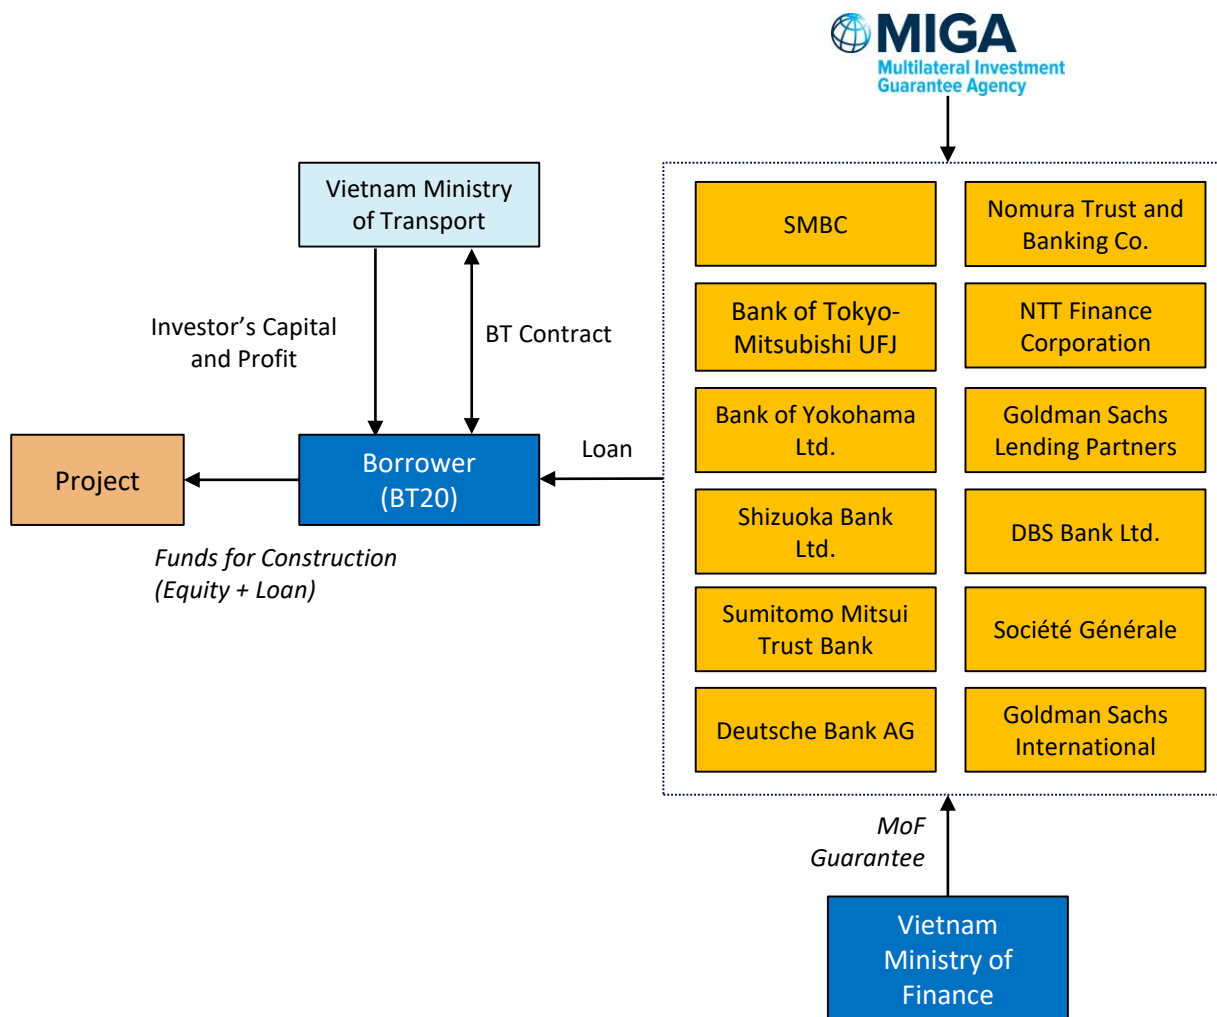 MIGA
Multilateral Investment
Guarantee Agency
Vietnam Ministry
of Transport
Investor’s Capital
and Profit
BT Contract
Project
Borrower
(BT20)
Loan
Funds for Construction
(Equity + Loan)
SMBC
Nomura Trust and
Banking Co.
Bank of Tokyo-
Mitsubishi UFJ
NTT Finance
Corporation
Bank of Yokohama
Ltd.
Goldman Sachs
Lending Partners
Shizuoka Bank
Ltd.
DBS Bank Ltd.
Sumitomo Mitsui
Trust Bank
Société Générale
Deutsche Bank AG
Goldman Sachs
International
MoF
Guarantee
Vietnam
Ministry of
Finance